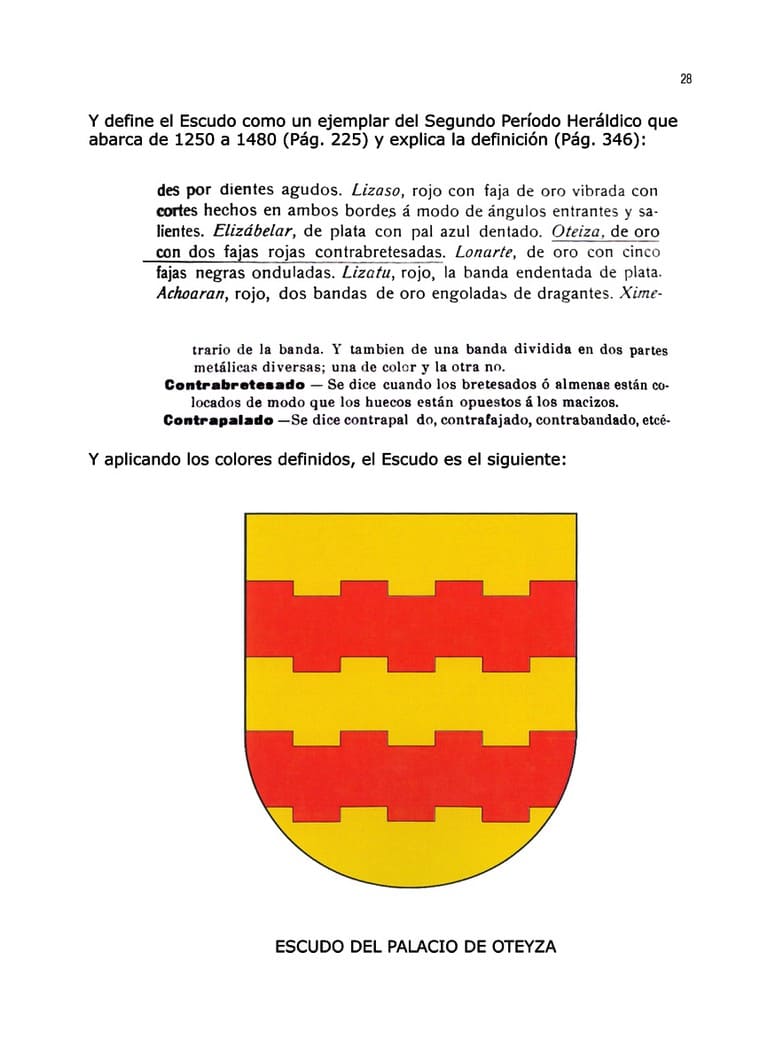 28
Y define el Escudo como un ejemplar del Segundo Período Heráldico que
abarca de 1250 a 1480 (Pág. 225) y explica la definición (Pág. 346):
des por dientes agudos. Lizaso, rojo con faja de oro vibrada con
cortes hechos en ambos bordes á modo de ángulos entrantes y sa-
lientes. Elizábelar, de plata con pal azul dentado. Oteiza, de oro
con dos fajas rojas contrabretesadas. Lonarte, de oro con cinco
fajas negras onduladas. Lizatu, rojo, la banda endentada de plata.
Achoaran, rojo, dos bandas de oro engoladas de dragantes. Xime-
trario de la banda. Y tambien de una banda dividida en dos partes
metálicas diversas; una de color y la otra no.
Contrabretesado — Se dice cuando los bretesados ó almenas están co-
locados de modo que los huecos están opuestos á los macizos.
Contrapalado —Se dice contrapal do, contrafajado, contrabandado, etcé-
Y aplicando los colores definidos, el Escudo es el siguiente:
ESCUDO DEL PALACIO DE OTEYZA